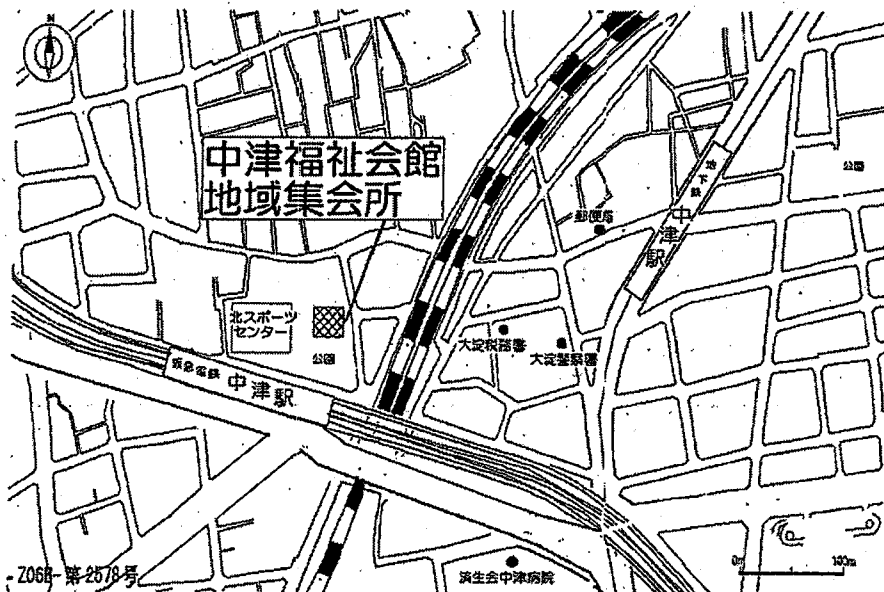 N
中津福祉会館
地域集会所
公園
地下鉄
中津駅
郵便局
北スポーツ
センター
公園
大淀税務署
大淀警察署
阪急電鉄
中津駅
済生会中津病院
Z06B-第2578号
0m
100m